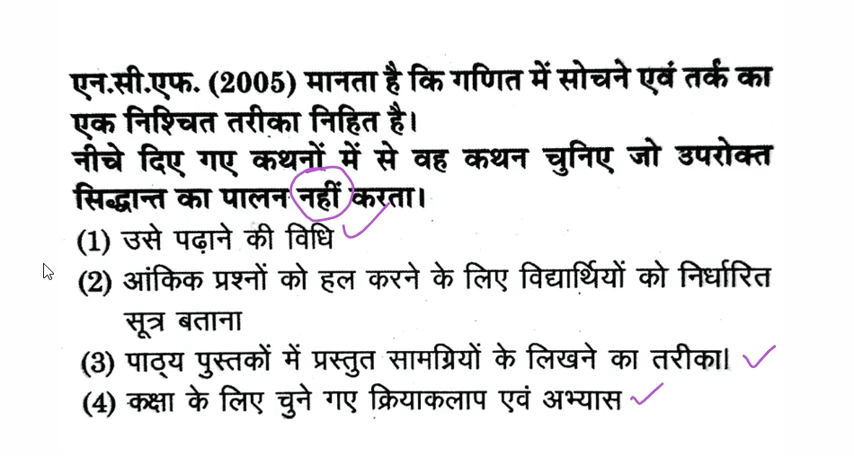 एन.सी.एफ. (2005) मानता है कि गणित में सोचने एवं तर्क का
एक निश्चित तरीका निहित है।
नीचे दिए गए कथनों में से वह कथन चुनिए जो उपरोक्त
सिद्धान्त का पालन नहीं करता।
(1) उसे पढ़ाने की विधि
(2) आंकिक प्रश्नों को हल करने के लिए विद्यार्थियों को निर्धारित
सूत्र बताना
(3) पाठ्य पुस्तकों में प्रस्तुत सामग्रियों के लिखने का तरीका।
(4) कक्षा के लिए चुने गए क्रियाकलाप एवं अभ्यास